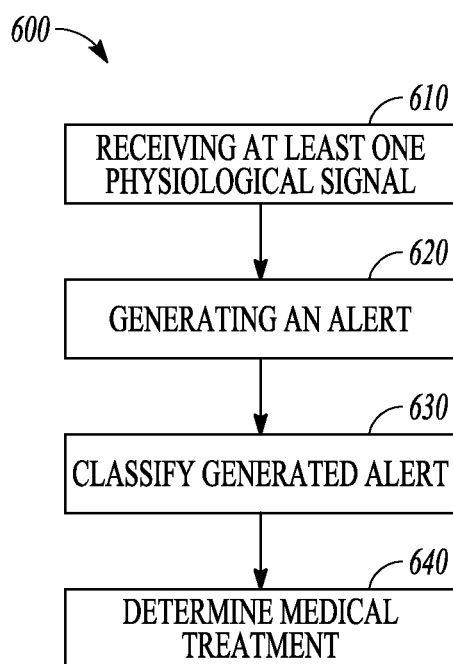 600
610
RECEIVING AT LEAST ONE
PHYSIOLOGICAL SIGNAL
620
GENERATING AN ALERT
630
CLASSIFY GENERATED ALERT
640
DETERMINE MEDICAL
TREATMENT